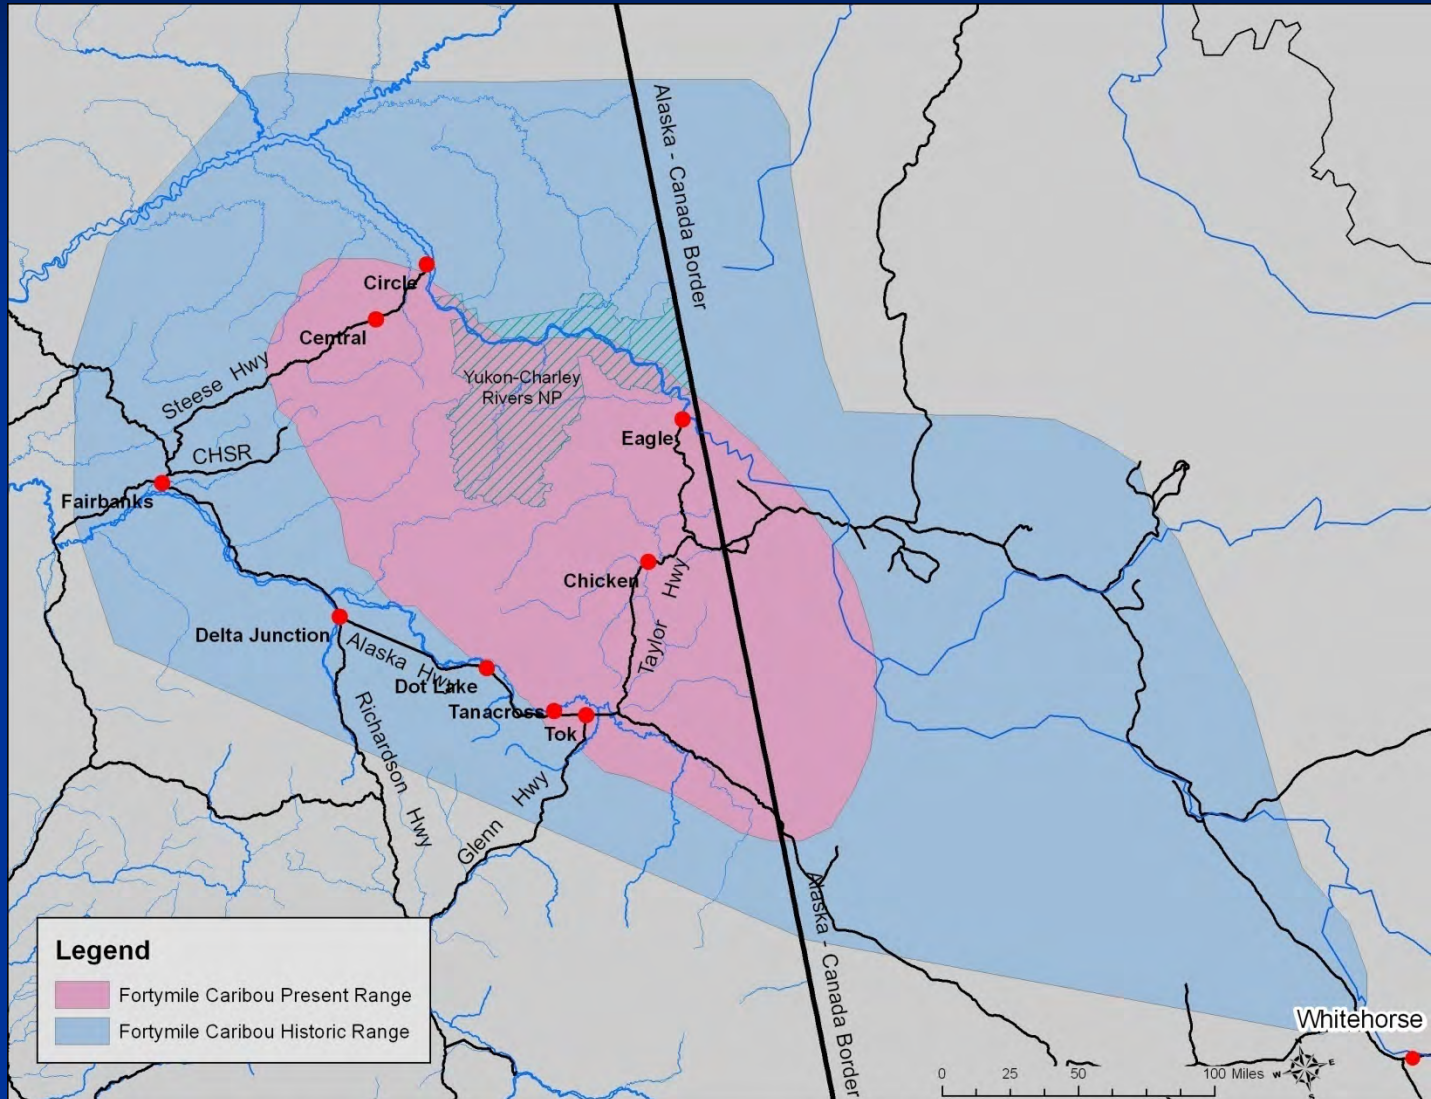 Alaska - Canada Border
Circle
Central
Steese Hwy
Yukon-Charley
Rivers NP
Eagle
CHSR
Fairbanks
Chicken
Taylor Hwy
Delta Junction
Alaska Hwy
Dot Lake
Tanacross
Tok
Richardson Hwy
Glenn Hwy
Alaska - Canada Border
Legend
Fortymile Caribou Present Range
Fortymile Caribou Historic Range
Whitehorse
0 25 50 100 Miles
W E S